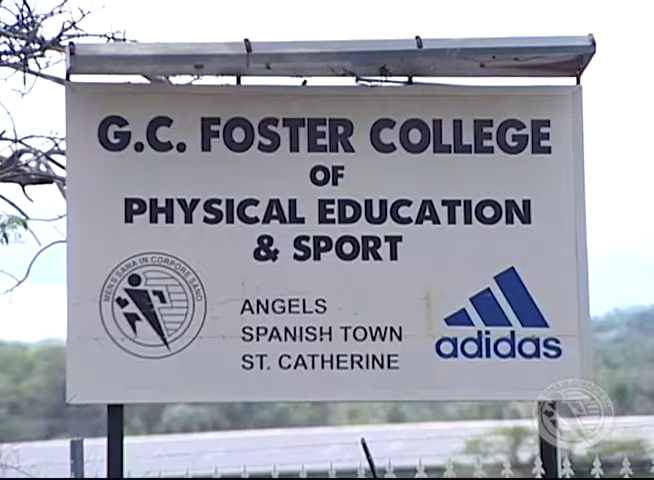 G.C. FOSTER COLLEGE
OF
PHYSICAL EDUCATION
& SPORT
MENS SANA IN CORPORE SANO
ANGELS
SPANISH TOWN
ST. CATHERINE
adidas